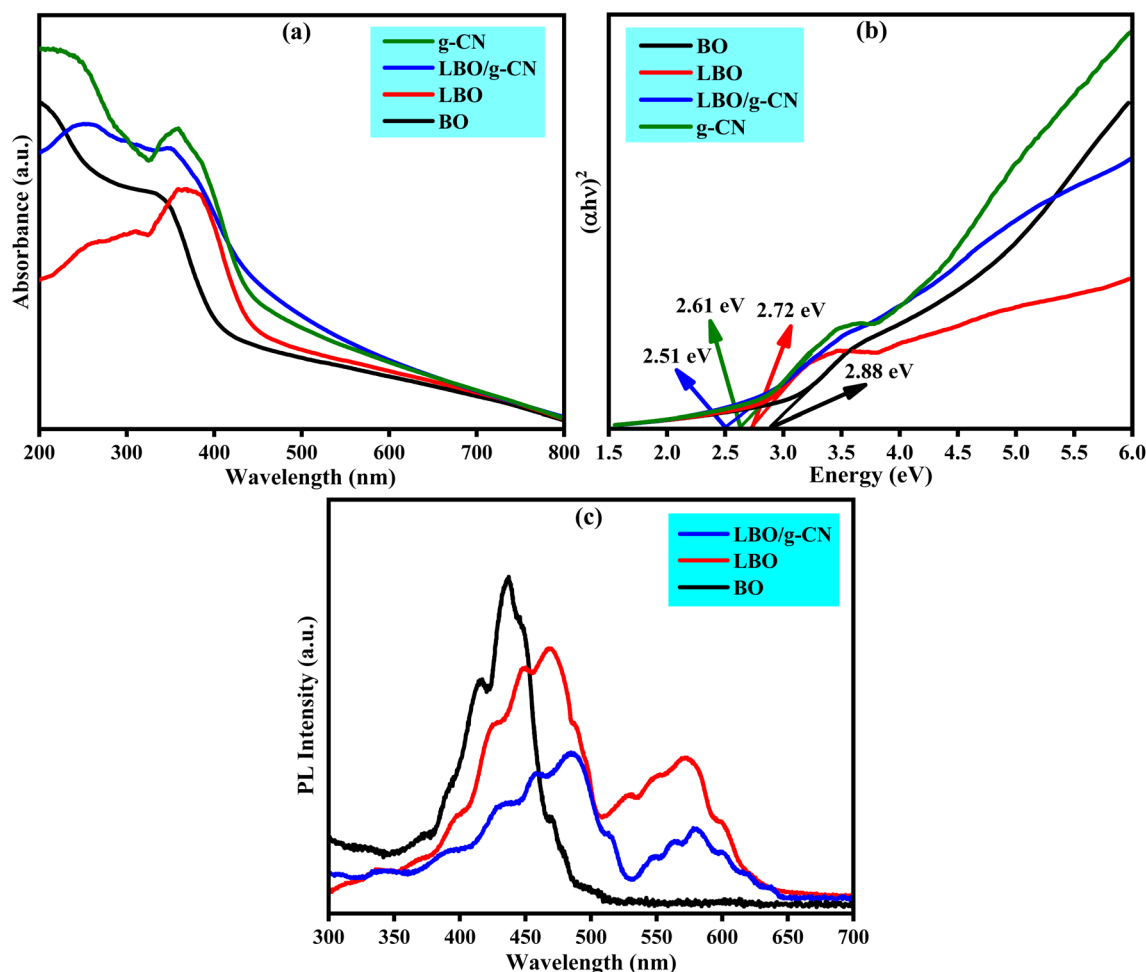 (a)
g-CN
LBO/g-CN
LBO
BO
Absorbance (a.u.)
200 300 400 500 600 700 800
Wavelength (nm)
(b)
BO
LBO
LBO/g-CN
g-CN
(αhν)²
2.61 eV
2.72 eV
2.51 eV
2.88 eV
1.5 2.0 2.5 3.0 3.5 4.0 4.5 5.0 5.5 6.0
Energy (eV)
(c)
LBO/g-CN
LBO
BO
PL Intensity (a.u.)
300 350 400 450 500 550 600 650 700
Wavelength (nm)